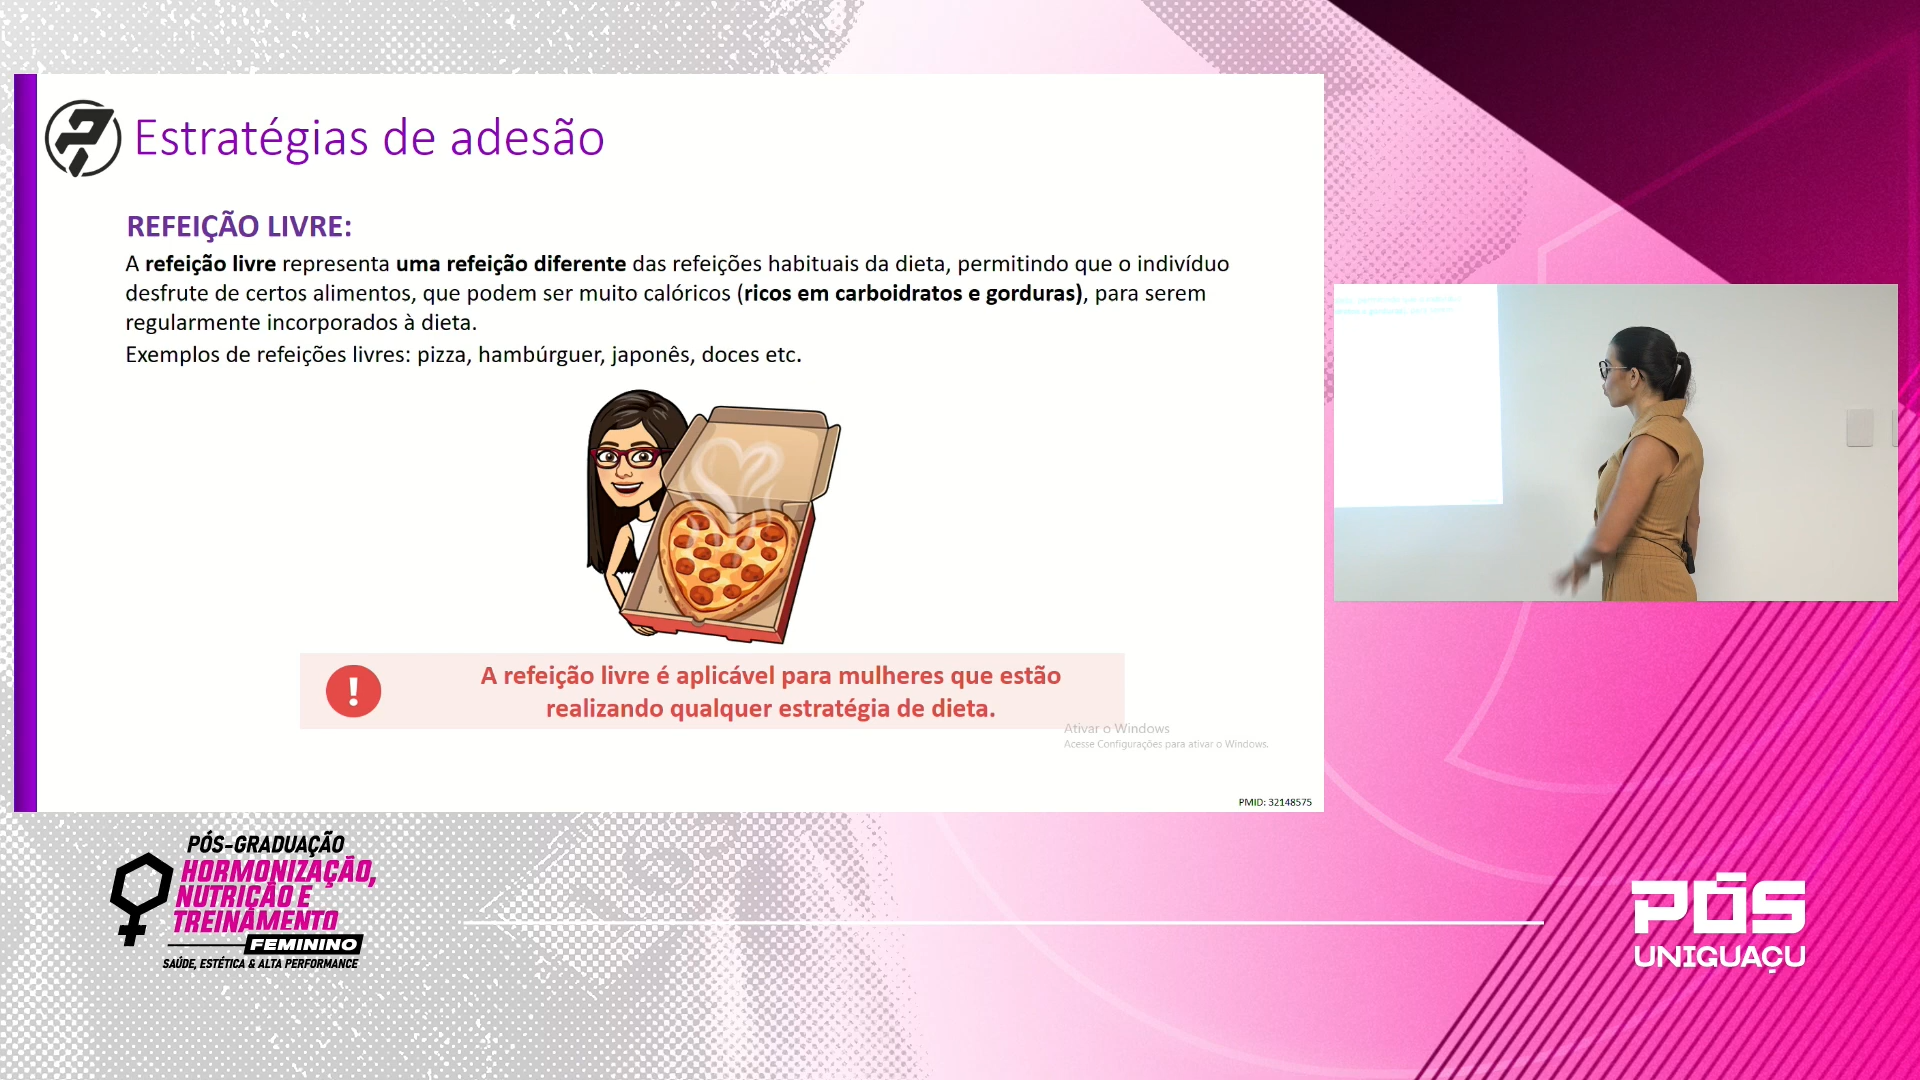 Estratégias de adesão
REFEIÇÃO LIVRE:
A refeição livre representa uma refeição diferente das refeições habituais da dieta, permitindo que o indivíduo
desfrute de certos alimentos, que podem ser muito calóricos (ricos em carboidratos e gorduras), para serem
regularmente incorporados à dieta.
Exemplos de refeições livres: pizza, hambúrguer, japonês, doces etc.
!
A refeição livre é aplicável para mulheres que estão
realizando qualquer estratégia de dieta.
Ativar o Windows
Acesse Configurações para ativar o Windows.
PMID: 32148575
PÓS-GRADUAÇÃO
HORMONIZAÇÃO,
NUTRIÇÃO E
TREINAMENTO
FEMININO
SAÚDE, ESTÉTICA & ALTA PERFORMANCE
PÓS
UNIGUAÇU